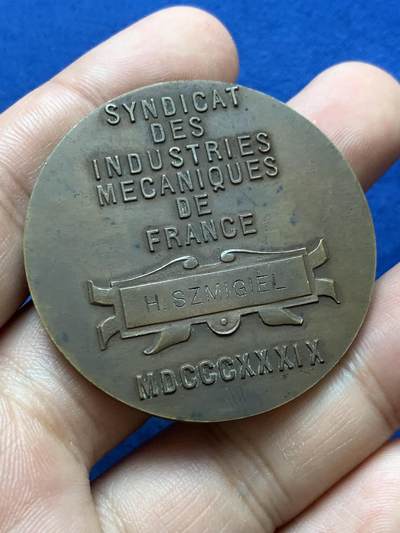 SYNDICAT
DES
INDUSTRIES
MECANIQUES
DE
FRANCE
H. SZMIGIEL
MDCCCXXXIX